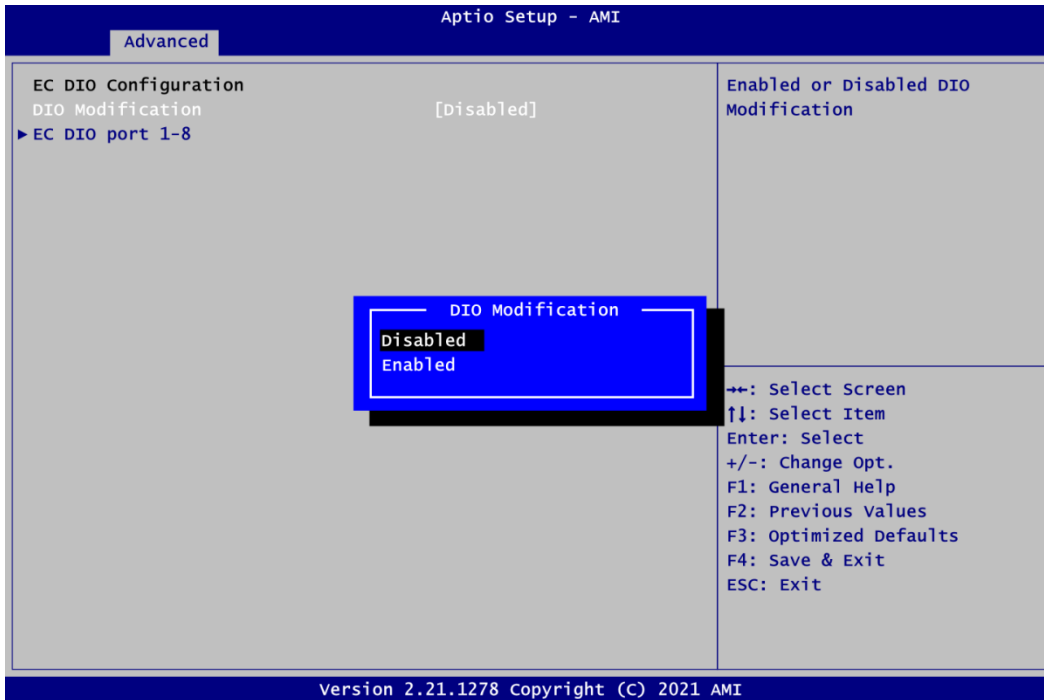 Aptio Setup - AMI
Advanced
EC DIO Configuration
DIO Modification [Disabled]
► EC DIO port 1-8
Enabled or Disabled DIO
Modification
DIO Modification
Disabled
Enabled
→←: Select Screen
↑↓: Select Item
Enter: Select
+/-: Change Opt.
F1: General Help
F2: Previous Values
F3: Optimized Defaults
F4: Save & Exit
ESC: Exit
Version 2.21.1278 Copyright (C) 2021 AMI